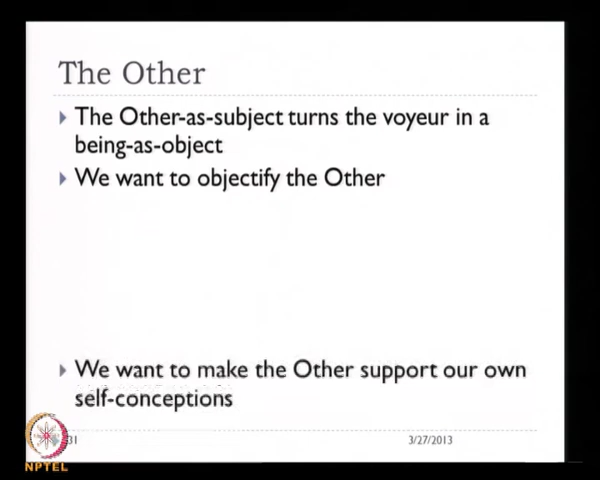 The Other
The Other-as-subject turns the voyeur in a
being-as-object
We want to objectify the Other
We want to make the Other support our own
self-conceptions
31
3/27/2013
NPTEL